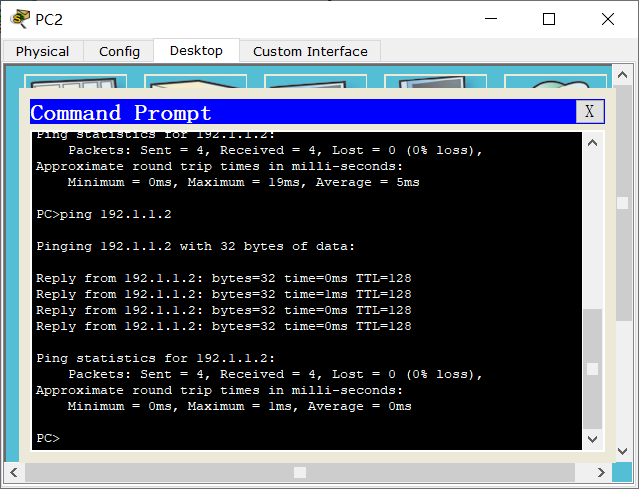 PC2
Physical Config Desktop Custom Interface
Command Prompt X
Ping statistics for 192.1.1.2:
    Packets: Sent = 4, Received = 4, Lost = 0 (0% loss),
Approximate round trip times in milli-seconds:
    Minimum = 0ms, Maximum = 19ms, Average = 5ms
PC>ping 192.1.1.2
Pinging 192.1.1.2 with 32 bytes of data:
Reply from 192.1.1.2: bytes=32 time=0ms TTL=128
Reply from 192.1.1.2: bytes=32 time=1ms TTL=128
Reply from 192.1.1.2: bytes=32 time=0ms TTL=128
Reply from 192.1.1.2: bytes=32 time=0ms TTL=128
Ping statistics for 192.1.1.2:
    Packets: Sent = 4, Received = 4, Lost = 0 (0% loss),
Approximate round trip times in milli-seconds:
    Minimum = 0ms, Maximum = 1ms, Average = 0ms
PC>